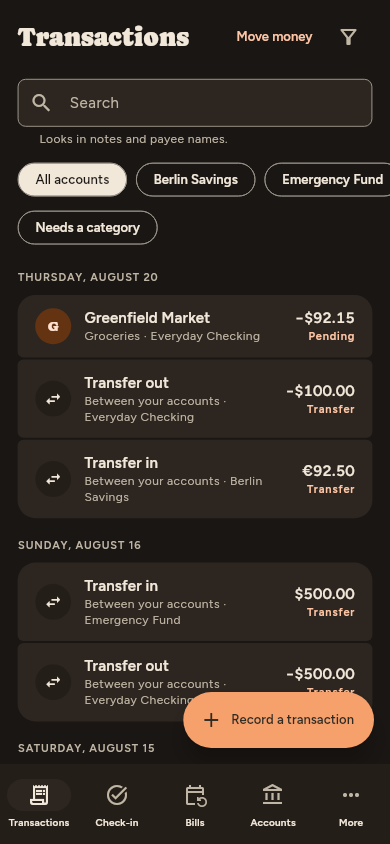 Transactions
Move money
Search
Looks in notes and payee names.
All accounts
Berlin Savings
Emergency Fund
Needs a category
THURSDAY, AUGUST 20
G
Greenfield Market
−$92.15
Groceries · Everyday Checking
Pending
Transfer out
−$100.00
Between your accounts ·
Everyday Checking
Transfer
Transfer in
€92.50
Between your accounts · Berlin
Savings
Transfer
SUNDAY, AUGUST 16
Transfer in
$500.00
Between your accounts ·
Emergency Fund
Transfer
Transfer out
−$500.00
Between your accounts ·
Everyday Checking
Transfer
Record a transaction
SATURDAY, AUGUST 15
Transactions
Check-in
Bills
Accounts
More